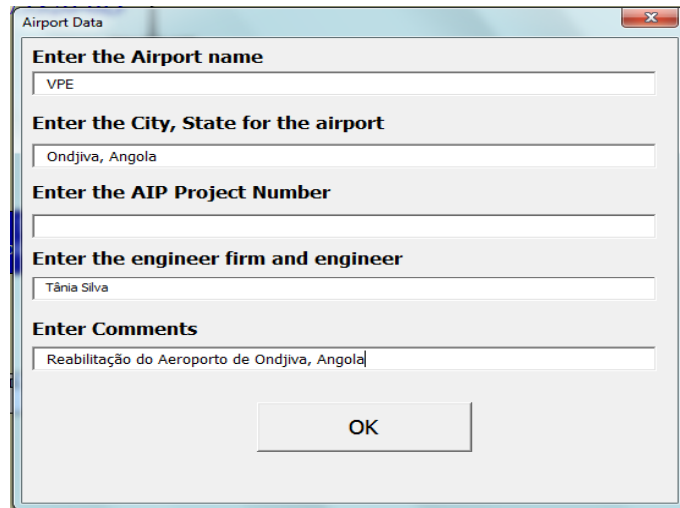 Airport Data
Enter the Airport name
VPE
Enter the City, State for the airport
Ondjiva, Angola
Enter the AIP Project Number
Enter the engineer firm and engineer
Tânia Silva
Enter Comments
Reabilitação do Aeroporto de Ondjiva, Angola
OK